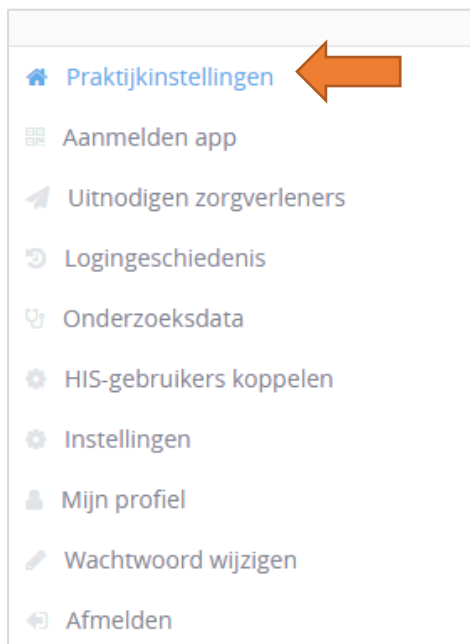 Praktijkinstellingen
Aanmelden app
Uitnodigen zorgverleners
Logingeschiedenis
Onderzoeksdata
HIS-gebruikers koppelen
Instellingen
Mijn profiel
Wachtwoord wijzigen
Afmelden